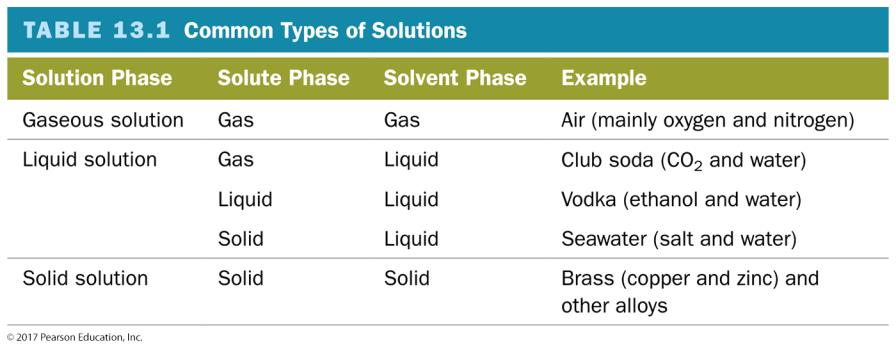 TABLE 13.1 Common Types of Solutions
Solution Phase Solute Phase Solvent Phase Example
Gaseous solution Gas Gas Air (mainly oxygen and nitrogen)
Liquid solution Gas Liquid Club soda (CO₂ and water)
Liquid Liquid Vodka (ethanol and water)
Solid Liquid Seawater (salt and water)
Solid solution Solid Solid Brass (copper and zinc) and
other alloys
© 2017 Pearson Education, Inc.